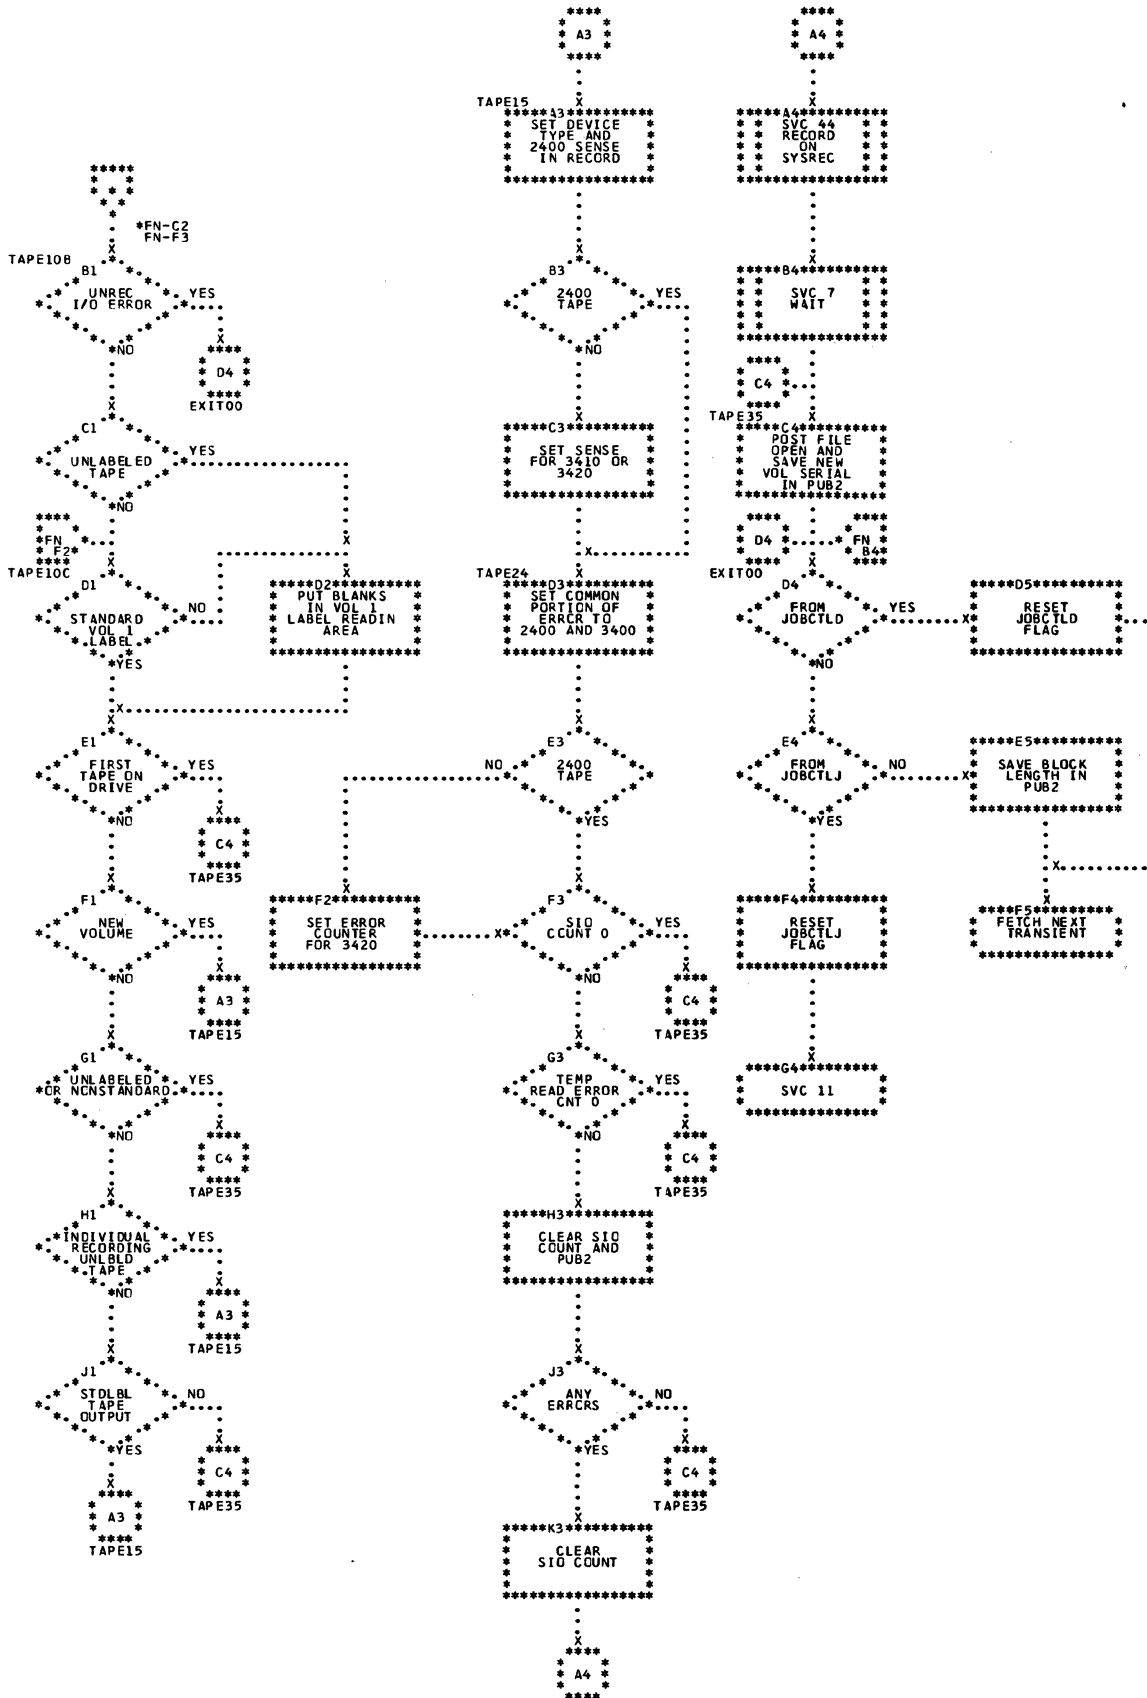 A3
A4
TAPE15
A3
SET DEVICE
TYPE AND
2400 SENSE
IN RECORD
A4
SVC 44
RECORD
ON
SYSREC
*FN-C2
FN-F3
TAPE10B
B1
UNREC
I/O ERROR
YES
NO
D4
EXIT00
B3
2400
TAPE
YES
NO
B4
SVC 7
WAIT
C4
TAPE35
C1
UNLABELED
TAPE
YES
NO
C3
SET SENSE
FOR 3410 OR
3420
C4
POST FILE
OPEN AND
SAVE NEW
VOL SERIAL
IN PUB2
FN
F2
TAPE10C
D4
FN
B4
EXIT00
D1
STANDARD
VOL 1
LABEL
NO
YES
D2
PUT BLANKS
IN VOL 1
LABEL READIN
AREA
TAPE24
D3
SET COMMON
PORTION OF
ERRCR TO
2400 AND 3400
D4
FROM
JOBCTLD
YES
NO
D5
RESET
JOBCTLD
FLAG
E1
FIRST
TAPE ON
DRIVE
YES
NO
C4
TAPE35
E3
2400
TAPE
NO
YES
E4
FROM
JOBCTLJ
NO
YES
E5
SAVE BLOCK
LENGTH IN
PUB2
F1
NEW
VOLUME
YES
NO
A3
TAPE15
F2
SET ERROR
COUNTER
FOR 3420
F3
SIO
CCUNT 0
YES
NO
C4
TAPE35
F4
RESET
JOBCTLJ
FLAG
F5
FETCH NEXT
TRANSIENT
G1
UNLABELED
OR NCNSTANDARD
YES
NO
C4
TAPE35
G3
TEMP
READ ERROR
CNT 0
YES
NO
C4
TAPE35
G4
SVC 11
H1
INDIVIDUAL
RECORDING
UNLBLD
TAPE
YES
NO
A3
TAPE15
H3
CLEAR SIO
COUNT AND
PUB2
J1
STDLBL
TAPE
OUTPUT
NO
YES
C4
TAPE35
A3
TAPE15
J3
ANY
ERRCRS
NO
YES
C4
TAPE35
K3
CLEAR
SIO COUNT
A4